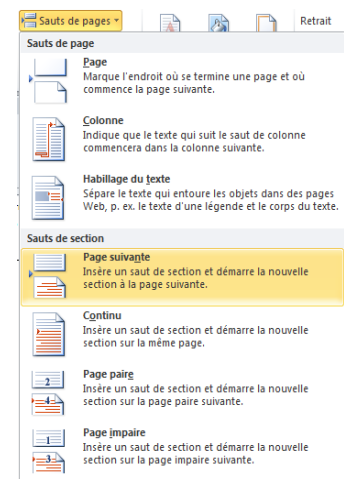 Sauts de pages
Retrait
Sauts de page
Page
Marque l'endroit où se termine une page et où
commence la page suivante.
Colonne
Indique que le texte qui suit le saut de colonne
commencera dans la colonne suivante.
Habillage du texte
Sépare le texte qui entoure les objets dans des pages
Web, p. ex. le texte d'une légende et le corps du texte.
Sauts de section
Page suivante
Insère un saut de section et démarre la nouvelle
section à la page suivante.
Continu
Insère un saut de section et démarre la nouvelle
section sur la même page.
2
4
Page paire
Insère un saut de section et démarre la nouvelle
section sur la page paire suivante.
1
3
Page impaire
Insère un saut de section et démarre la nouvelle
section sur la page impaire suivante.